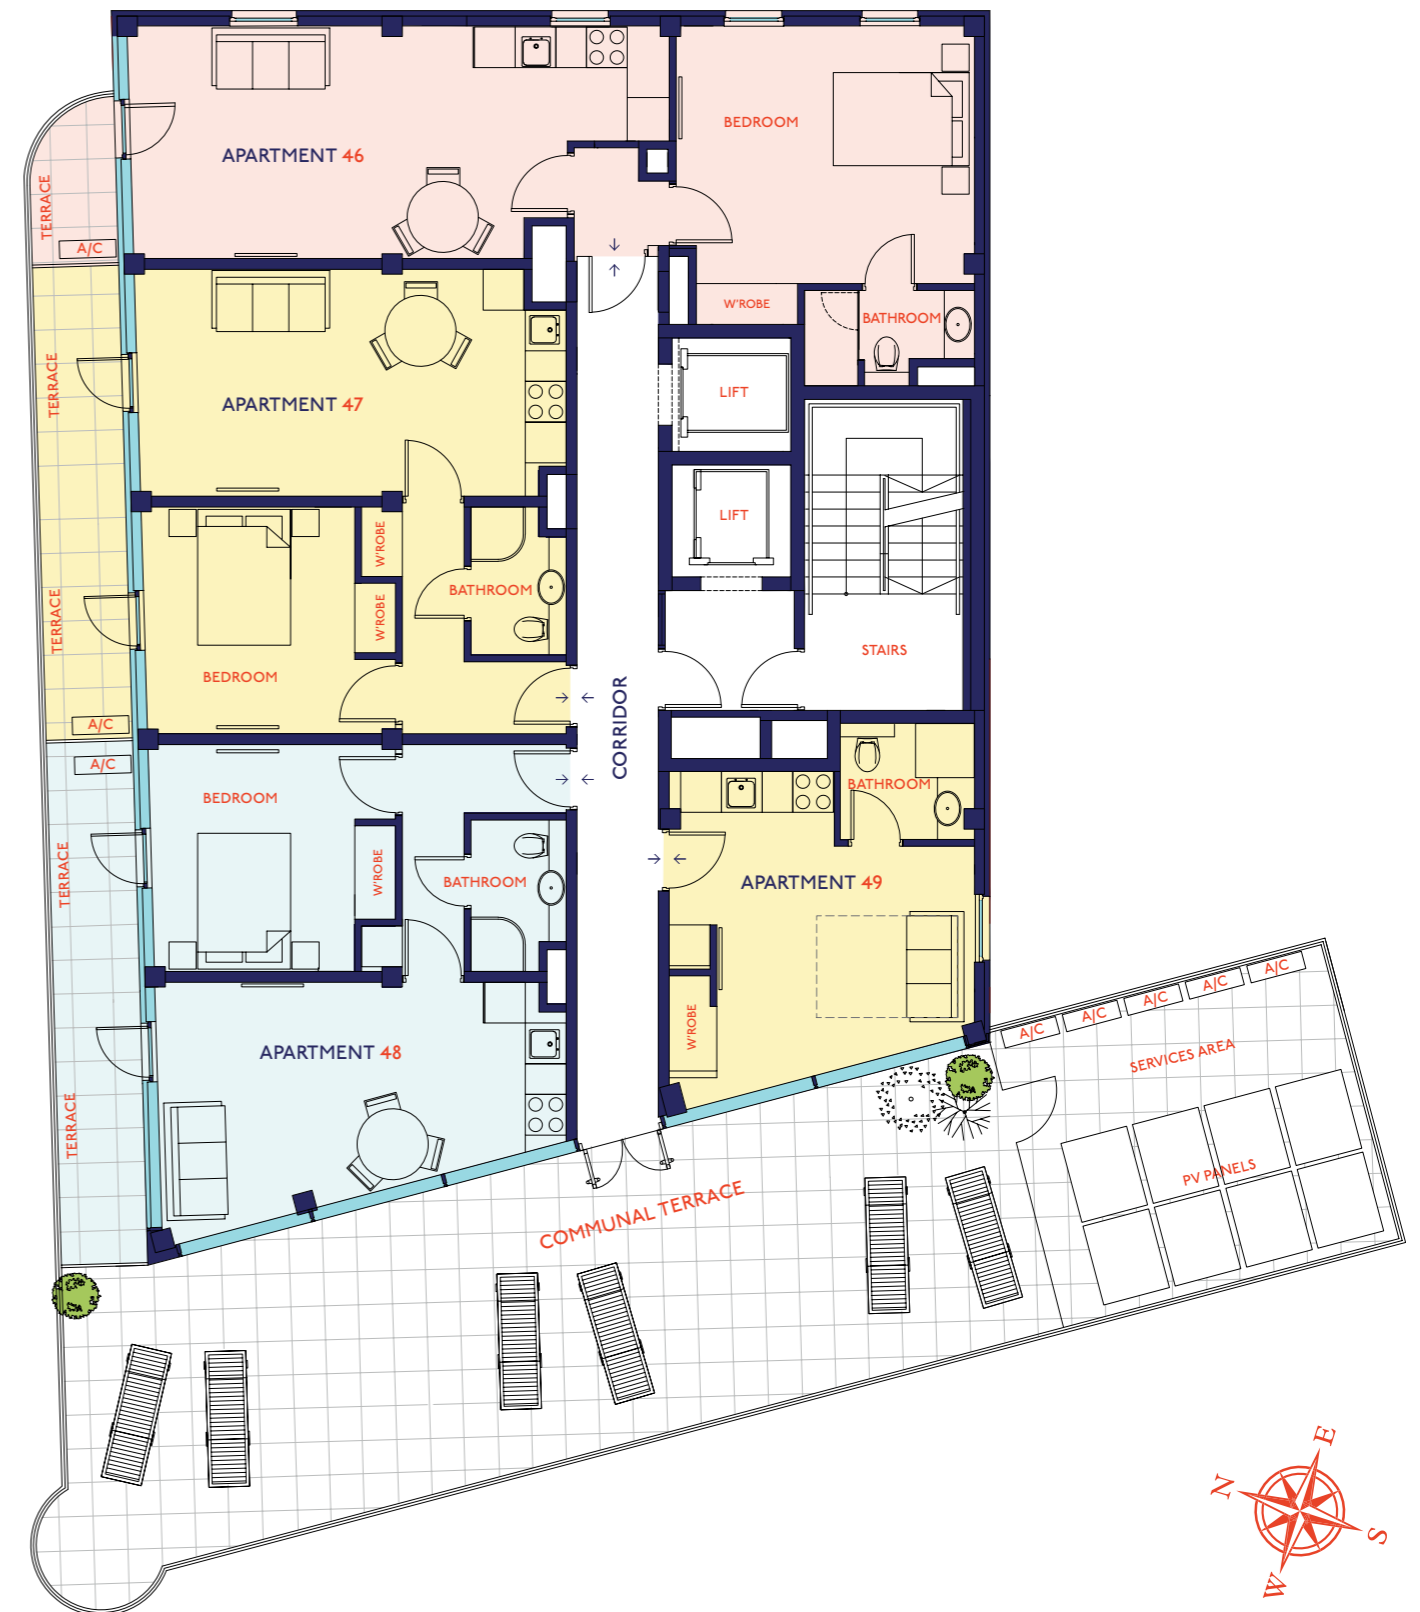 BEDROOM
APARTMENT 46
TERRACE
A/C
W'ROBE
BATHROOM
TERRACE
APARTMENT 47
LIFT
LIFT
W'ROBE
BATHROOM
W'ROBE
TERRACE
BEDROOM
STAIRS
CORRIDOR
A/C
A/C
BEDROOM
BATHROOM
TERRACE
W'ROBE
BATHROOM
APARTMENT 49
W'ROBE
APARTMENT 48
TERRACE
A/C
A/C
A/C
A/C
A/C
SERVICES AREA
PV PANELS
COMMUNAL TERRACE
E
N
S
W